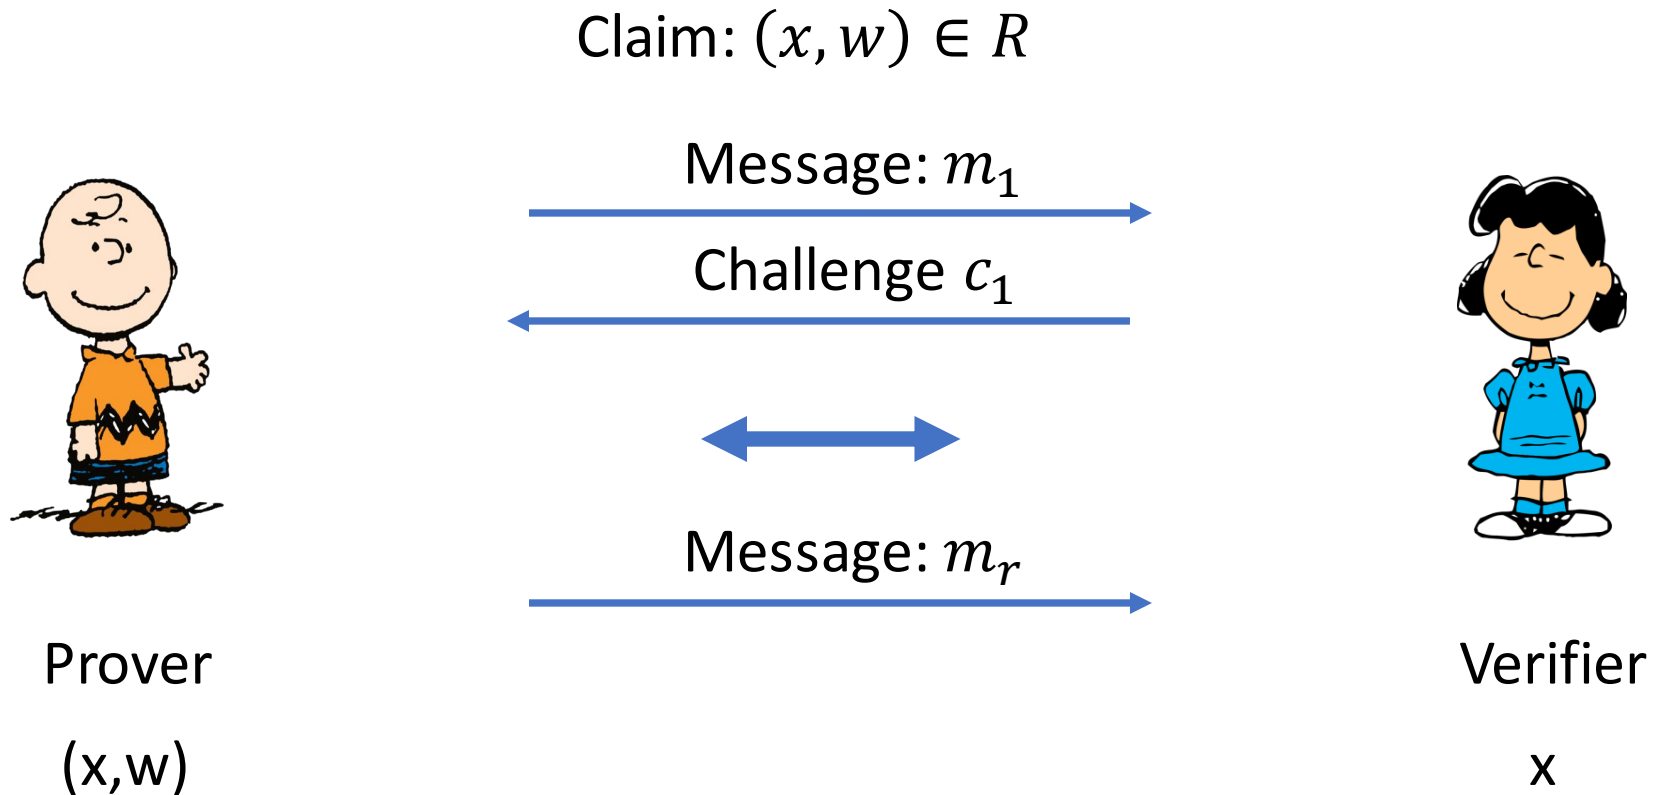 Claim: (x, w) ∈ R
Message: m₁
Challenge c₁
Message: mᵣ
Prover
Verifier
(x,w)
x